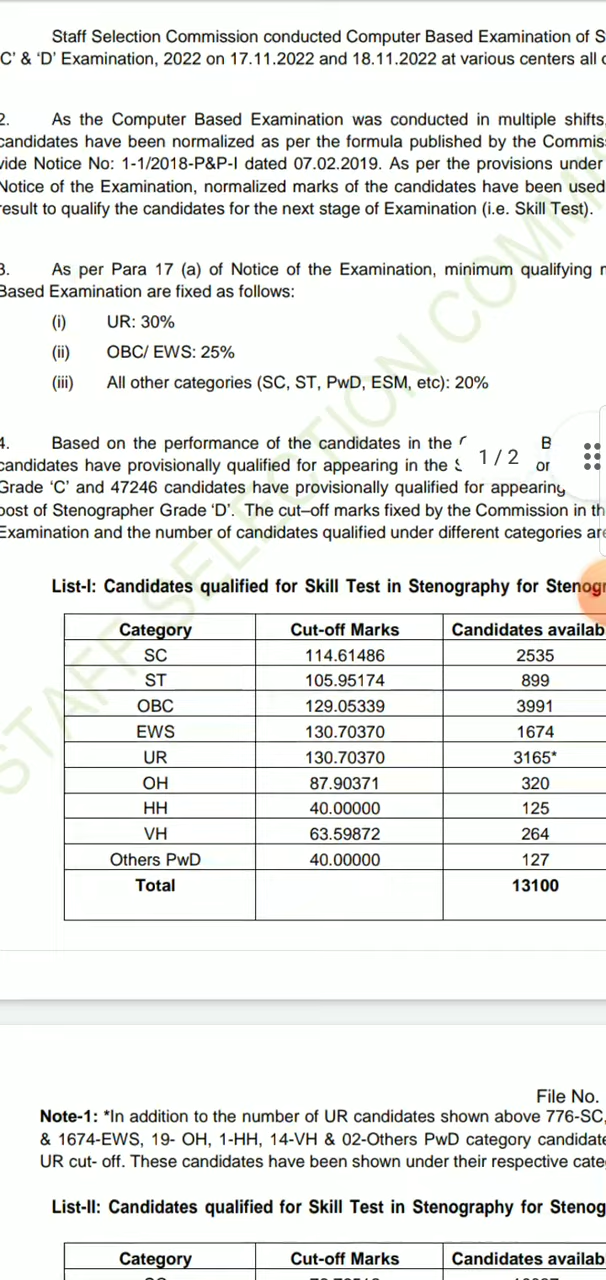 Staff Selection Commission conducted Computer Based Examination of S
C' & 'D' Examination, 2022 on 17.11.2022 and 18.11.2022 at various centers all
2. As the Computer Based Examination was conducted in multiple shifts,
candidates have been normalized as per the formula published by the Commis
vide Notice No: 1-1/2018-P&P-I dated 07.02.2019. As per the provisions under
Notice of the Examination, normalized marks of the candidates have been used
result to qualify the candidates for the next stage of Examination (i.e. Skill Test).
3. As per Para 17 (a) of Notice of the Examination, minimum qualifying
Based Examination are fixed as follows:
(i) UR: 30%
(ii) OBC/ EWS: 25%
(iii) All other categories (SC, ST, PwD, ESM, etc): 20%
4. Based on the performance of the candidates in the B
candidates have provisionally qualified for appearing in the or
1 / 2
Grade 'C' and 47246 candidates have provisionally qualified for appearing
post of Stenographer Grade 'D'. The cut–off marks fixed by the Commission in th
Examination and the number of candidates qualified under different categories are
List-I: Candidates qualified for Skill Test in Stenography for Stenogr
Category Cut-off Marks Candidates availab
SC 114.61486 2535
ST 105.95174 899
OBC 129.05339 3991
EWS 130.70370 1674
UR 130.70370 3165*
OH 87.90371 320
HH 40.00000 125
VH 63.59872 264
Others PwD 40.00000 127
Total 13100
STAFF SELECTION COMM
File No.
Note-1: *In addition to the number of UR candidates shown above 776-SC,
& 1674-EWS, 19- OH, 1-HH, 14-VH & 02-Others PwD category candidate
UR cut- off. These candidates have been shown under their respective cate
List-II: Candidates qualified for Skill Test in Stenography for Stenog
Category Cut-off Marks Candidates availab